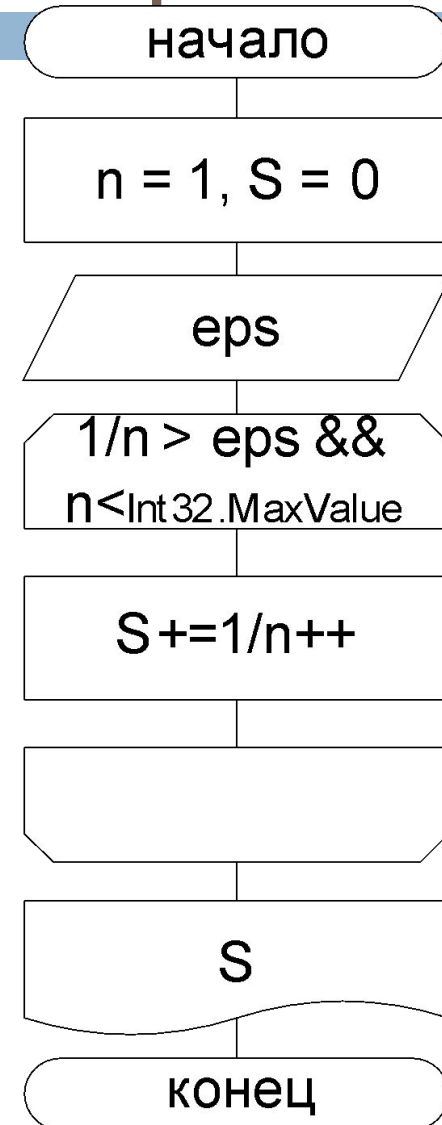 начало
n = 1, S = 0
eps
1/n > eps &&
n<Int32.MaxValue
S+=1/n++
S
конец